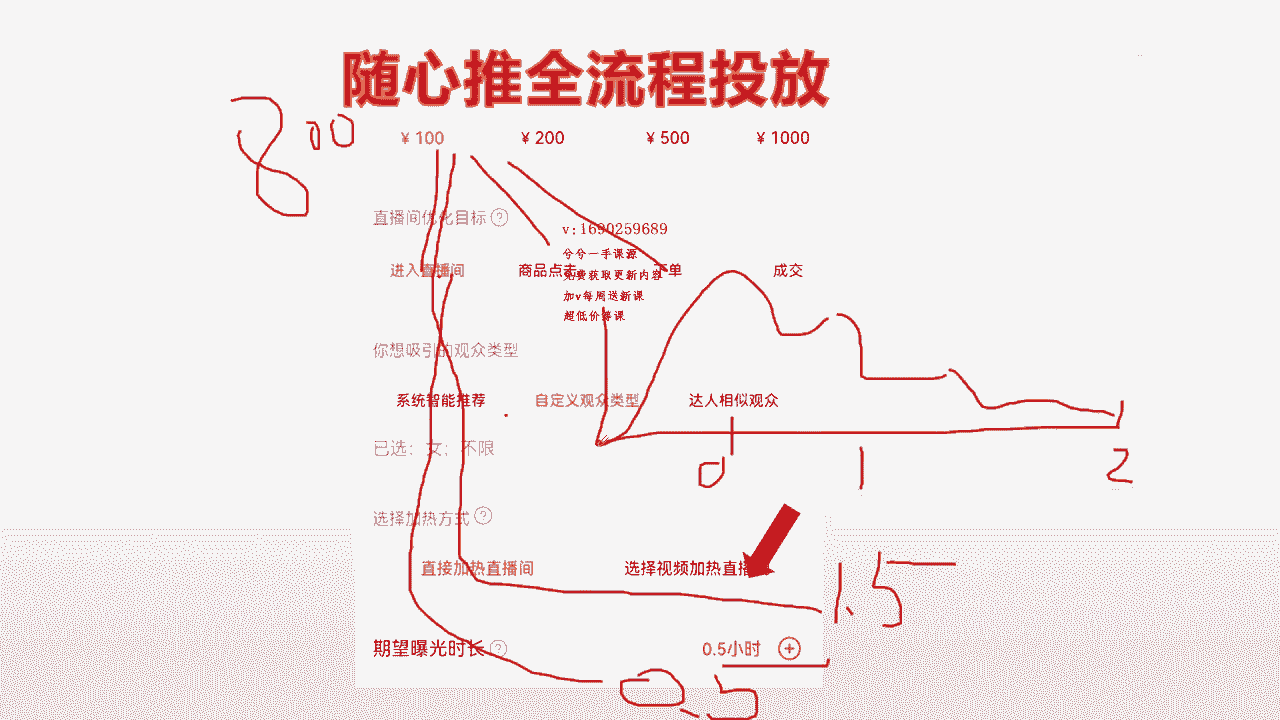 随心推全流程投放
800
¥ 100 ¥ 200 ¥ 500 ¥ 1000
直播间优化目标 ?
v:1690259689
兮兮一手课源
进入直播间 商品点击 下单 成交
免费获取更新内容
加v每周送新课
超低价筹课
你想吸引的观众类型
系统智能推荐 自定义观众类型 达人相似观众
已选：女；不限
0 1 2
选择加热方式 ?
直接加热直播间 选择视频加热直播
1.5
期望曝光时长 ? 0.5小时 +
0.5